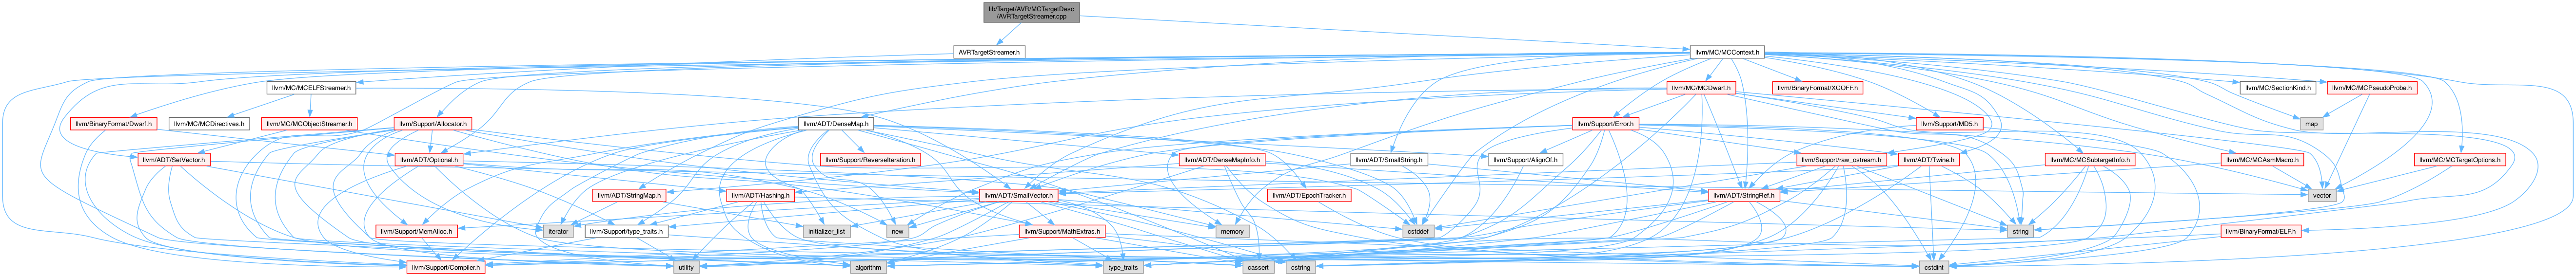 lib/Target/AVR/MCTargetDesc
/AVRTargetStreamer.cpp
AVRTargetStreamer.h
llvm/MC/MCContext.h
llvm/MC/MCELFStreamer.h
llvm/MC/MCDwarf.h
llvm/BinaryFormat/XCOFF.h
llvm/MC/SectionKind.h
llvm/MC/MCPseudoProbe.h
llvm/BinaryFormat/Dwarf.h
llvm/MC/MCDirectives.h
llvm/MC/MCObjectStreamer.h
llvm/Support/Allocator.h
llvm/ADT/DenseMap.h
llvm/Support/Error.h
llvm/Support/MD5.h
map
llvm/ADT/SetVector.h
llvm/ADT/Optional.h
llvm/Support/ReverseIteration.h
llvm/ADT/DenseMapInfo.h
llvm/ADT/SmallString.h
llvm/Support/AlignOf.h
llvm/Support/raw_ostream.h
llvm/ADT/Twine.h
llvm/MC/MCSubtargetInfo.h
llvm/MC/MCAsmMacro.h
llvm/MC/MCTargetOptions.h
llvm/ADT/StringMap.h
llvm/ADT/Hashing.h
llvm/ADT/SmallVector.h
llvm/ADT/EpochTracker.h
llvm/ADT/StringRef.h
vector
llvm/Support/MemAlloc.h
iterator
llvm/Support/type_traits.h
initializer_list
new
llvm/Support/MathExtras.h
memory
cstddef
string
llvm/BinaryFormat/ELF.h
llvm/Support/Compiler.h
utility
algorithm
type_traits
cassert
cstring
cstdint